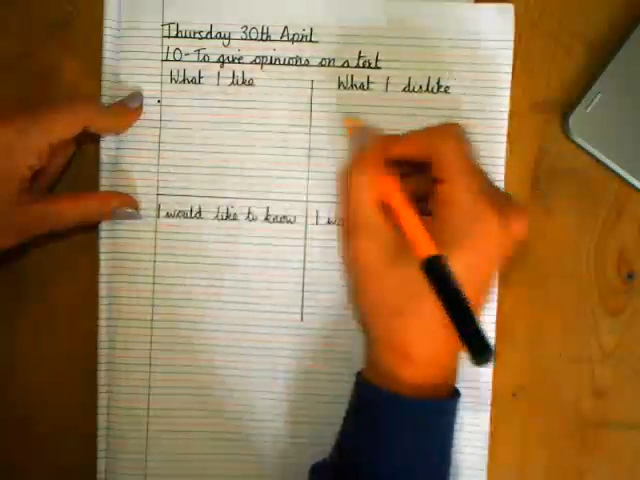 Thursday 30th April
LO - To give opinions on a text
What I like
What I dislike
I would like to know
I